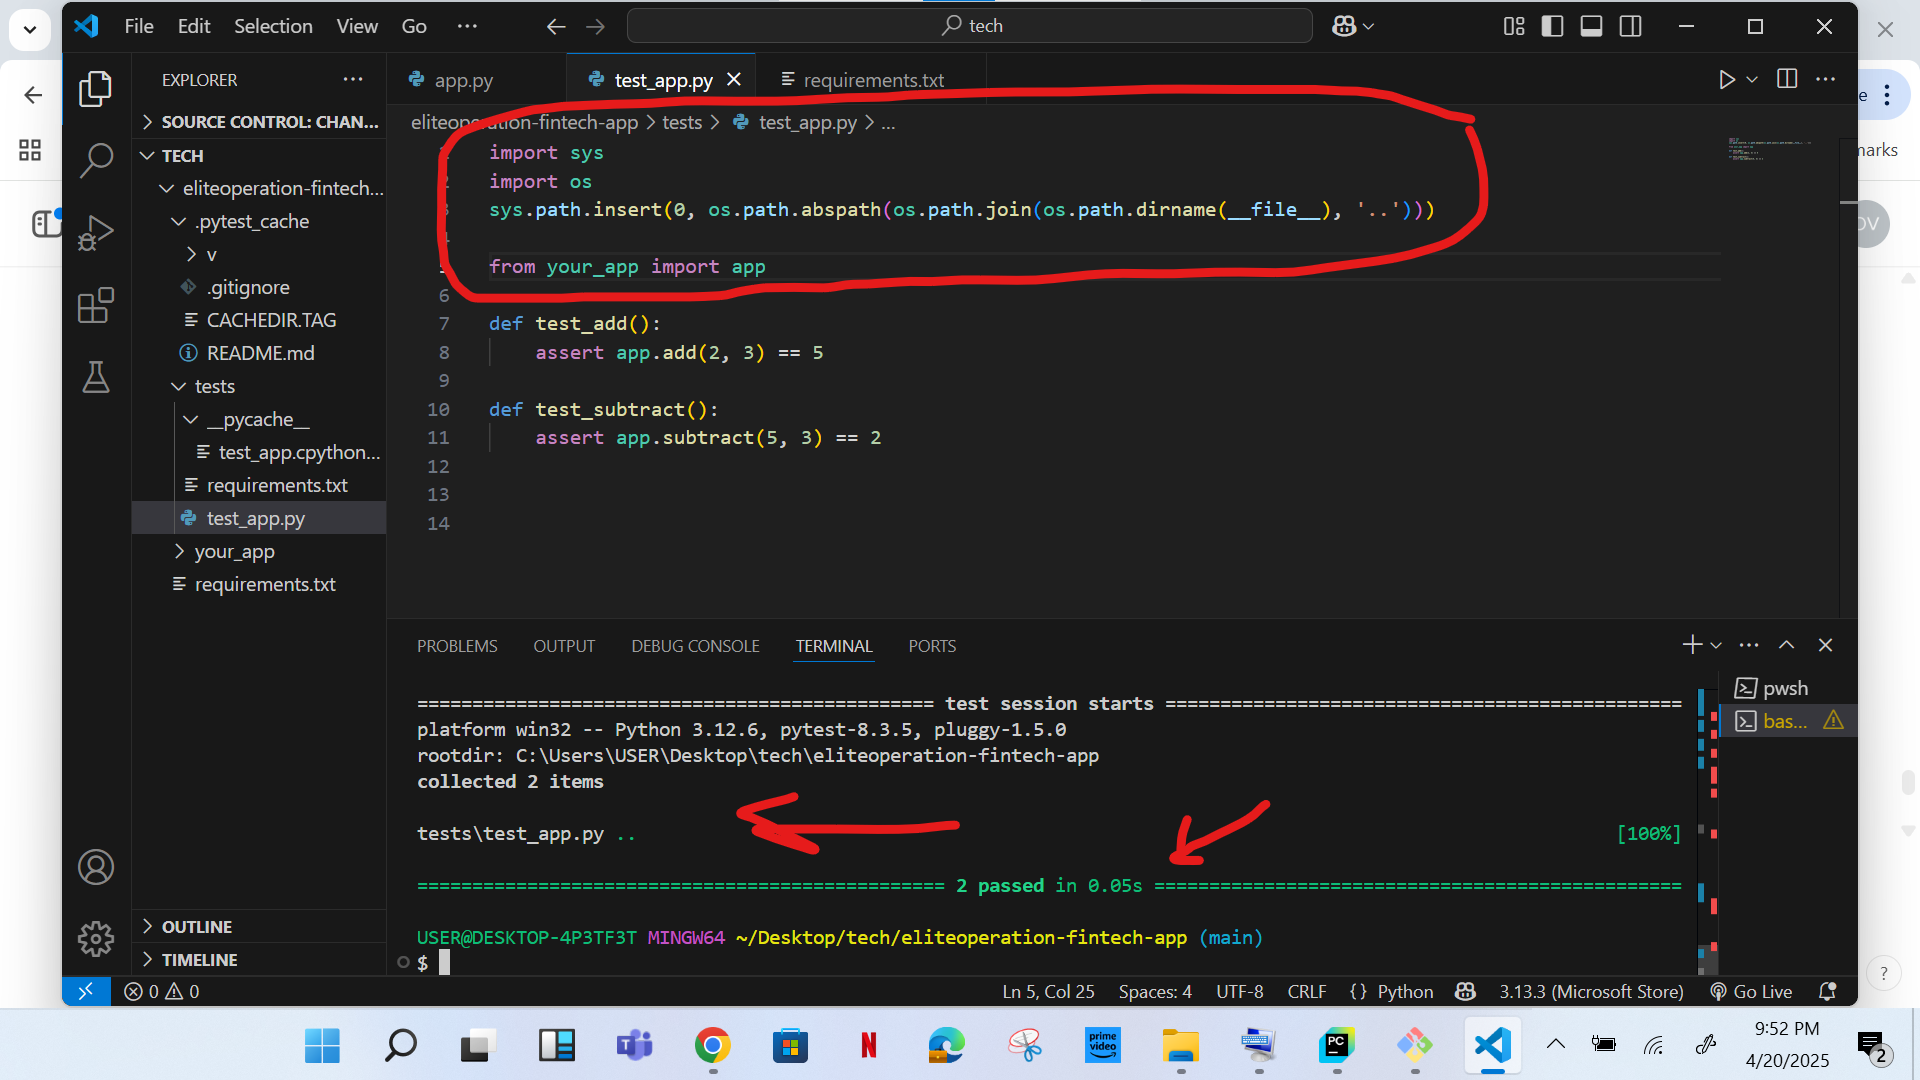 File Edit Selection View Go ··· tech
EXPLORER ···
SOURCE CONTROL: CHAN...
TECH
eliteoperation-fintech...
.pytest_cache
v
.gitignore
CACHEDIR.TAG
README.md
tests
__pycache__
test_app.cpython...
requirements.txt
test_app.py
your_app
requirements.txt
OUTLINE
TIMELINE
app.py test_app.py requirements.txt
eliteoperation-fintech-app > tests > test_app.py > ...
import sys
import os
sys.path.insert(0, os.path.abspath(os.path.join(os.path.dirname(__file__), '..')))
from your_app import app
6
7 def test_add():
8 assert app.add(2, 3) == 5
9
10 def test_subtract():
11 assert app.subtract(5, 3) == 2
12
13
14
PROBLEMS OUTPUT DEBUG CONSOLE TERMINAL PORTS
pwsh
bas...
=============================================== test session starts ===============================================
platform win32 -- Python 3.12.6, pytest-8.3.5, pluggy-1.5.0
rootdir: C:\Users\USER\Desktop\tech\eliteoperation-fintech-app
collected 2 items
tests\test_app.py .. [100%]
================================================ 2 passed in 0.05s ================================================
USER@DESKTOP-4P3TF3T MINGW64 ~/Desktop/tech/eliteoperation-fintech-app (main)
$
0 0 Ln 5, Col 25 Spaces: 4 UTF-8 CRLF {} Python 3.13.3 (Microsoft Store) Go Live
e
marks
OV
?
prime video
PC
N
9:52 PM
4/20/2025
2